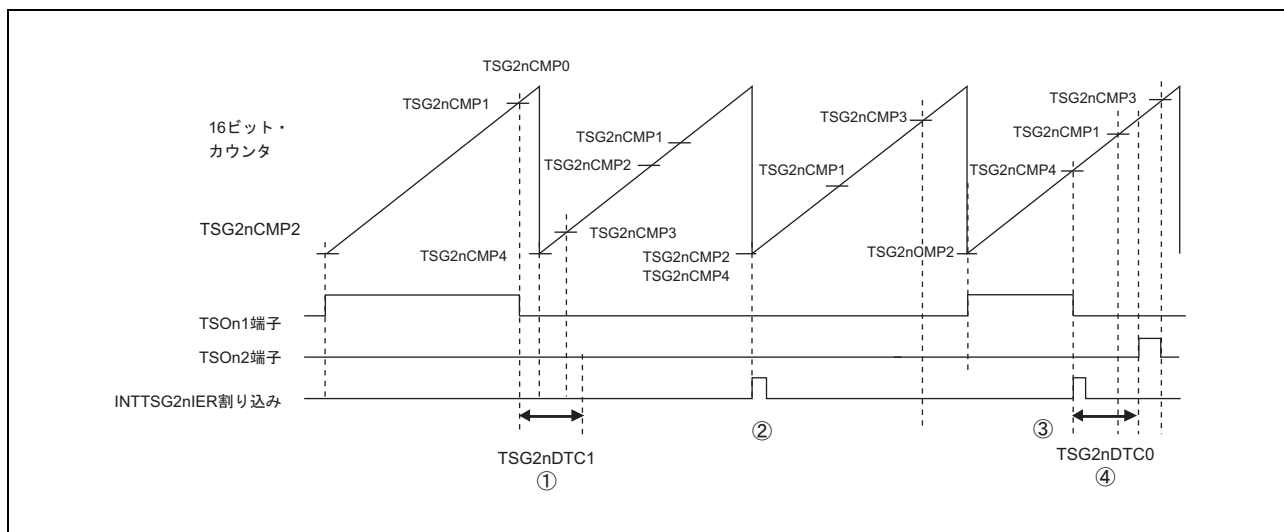 TSG2nCMP0
TSG2nCMP1
TSG2nCMP3
TSG2nCMP3
16ビット・
カウンタ
TSG2nCMP1
TSG2nCMP1
TSG2nCMP2
TSG2nCMP1
TSG2nCMP4
TSG2nCMP2
TSG2nCMP3
TSG2nCMP4
TSG2nCMP2
TSG2nCMP4
TSG2nCMP2
TSOn1端子
TSOn2端子
INTTSG2nIER割り込み
②
③
TSG2nDTC1
①
TSG2nDTC0
④